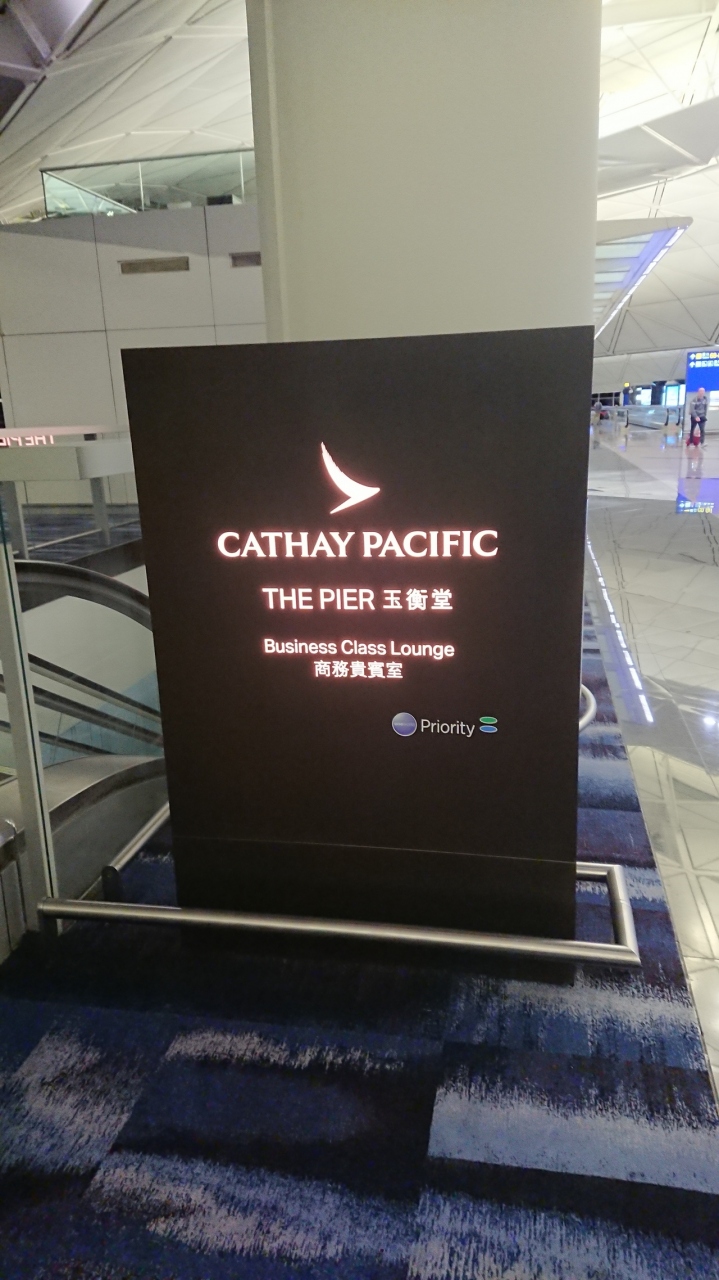 CATHAY PACIFIC
THE PIER 玉衡堂
Business Class Lounge
商務貴賓室
Priority